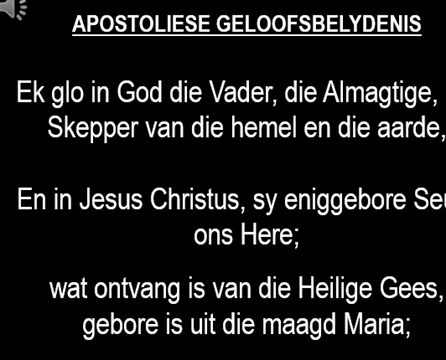 APOSTOLIESE GELOOFSBELYDENIS
Ek glo in God die Vader, die Almagtige,
Skepper van die hemel en die aarde,
En in Jesus Christus, sy eniggebore
ons Here;
wat ontvang is van die Heilige Gees,
gebore is uit die maagd Maria;